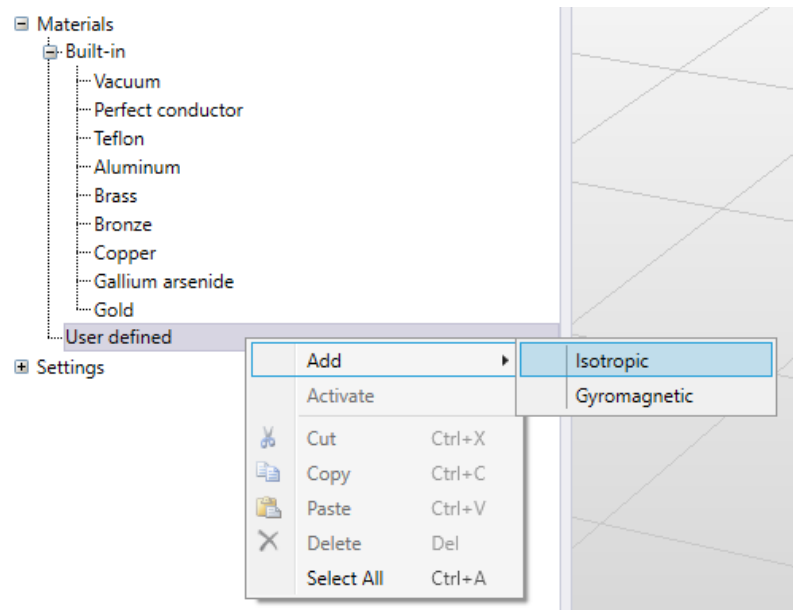 Materials
Built-in
Vacuum
Perfect conductor
Teflon
Aluminum
Brass
Bronze
Copper
Gallium arsenide
Gold
User defined
Settings
Add
Isotropic
Activate
Gyromagnetic
Cut Ctrl+X
Copy Ctrl+C
Paste Ctrl+V
Delete Del
Select All Ctrl+A